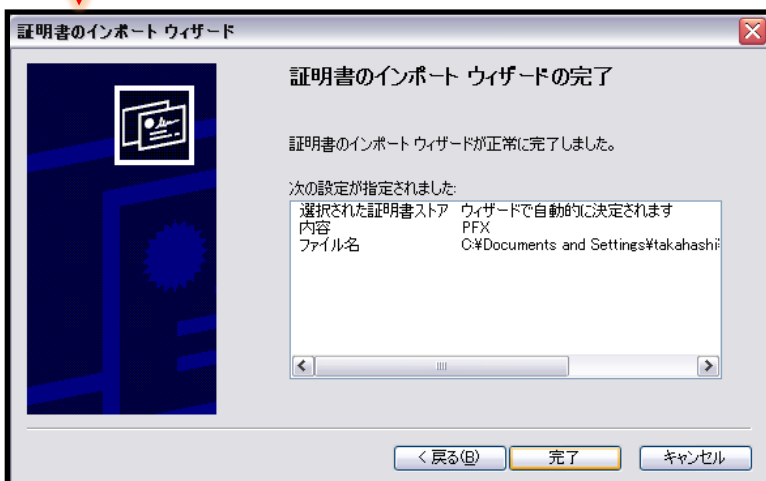 証明書のインポート ウィザード
証明書のインポート ウィザードの完了
証明書のインポート ウィザードが正常に完了しました。
次の設定が指定されました:
選択された証明書ストア ウィザードで自動的に決定されます
内容 PFX
ファイル名 C:¥Documents and Settings¥takahashi¥
< 戻る(B) 完了 キャンセル